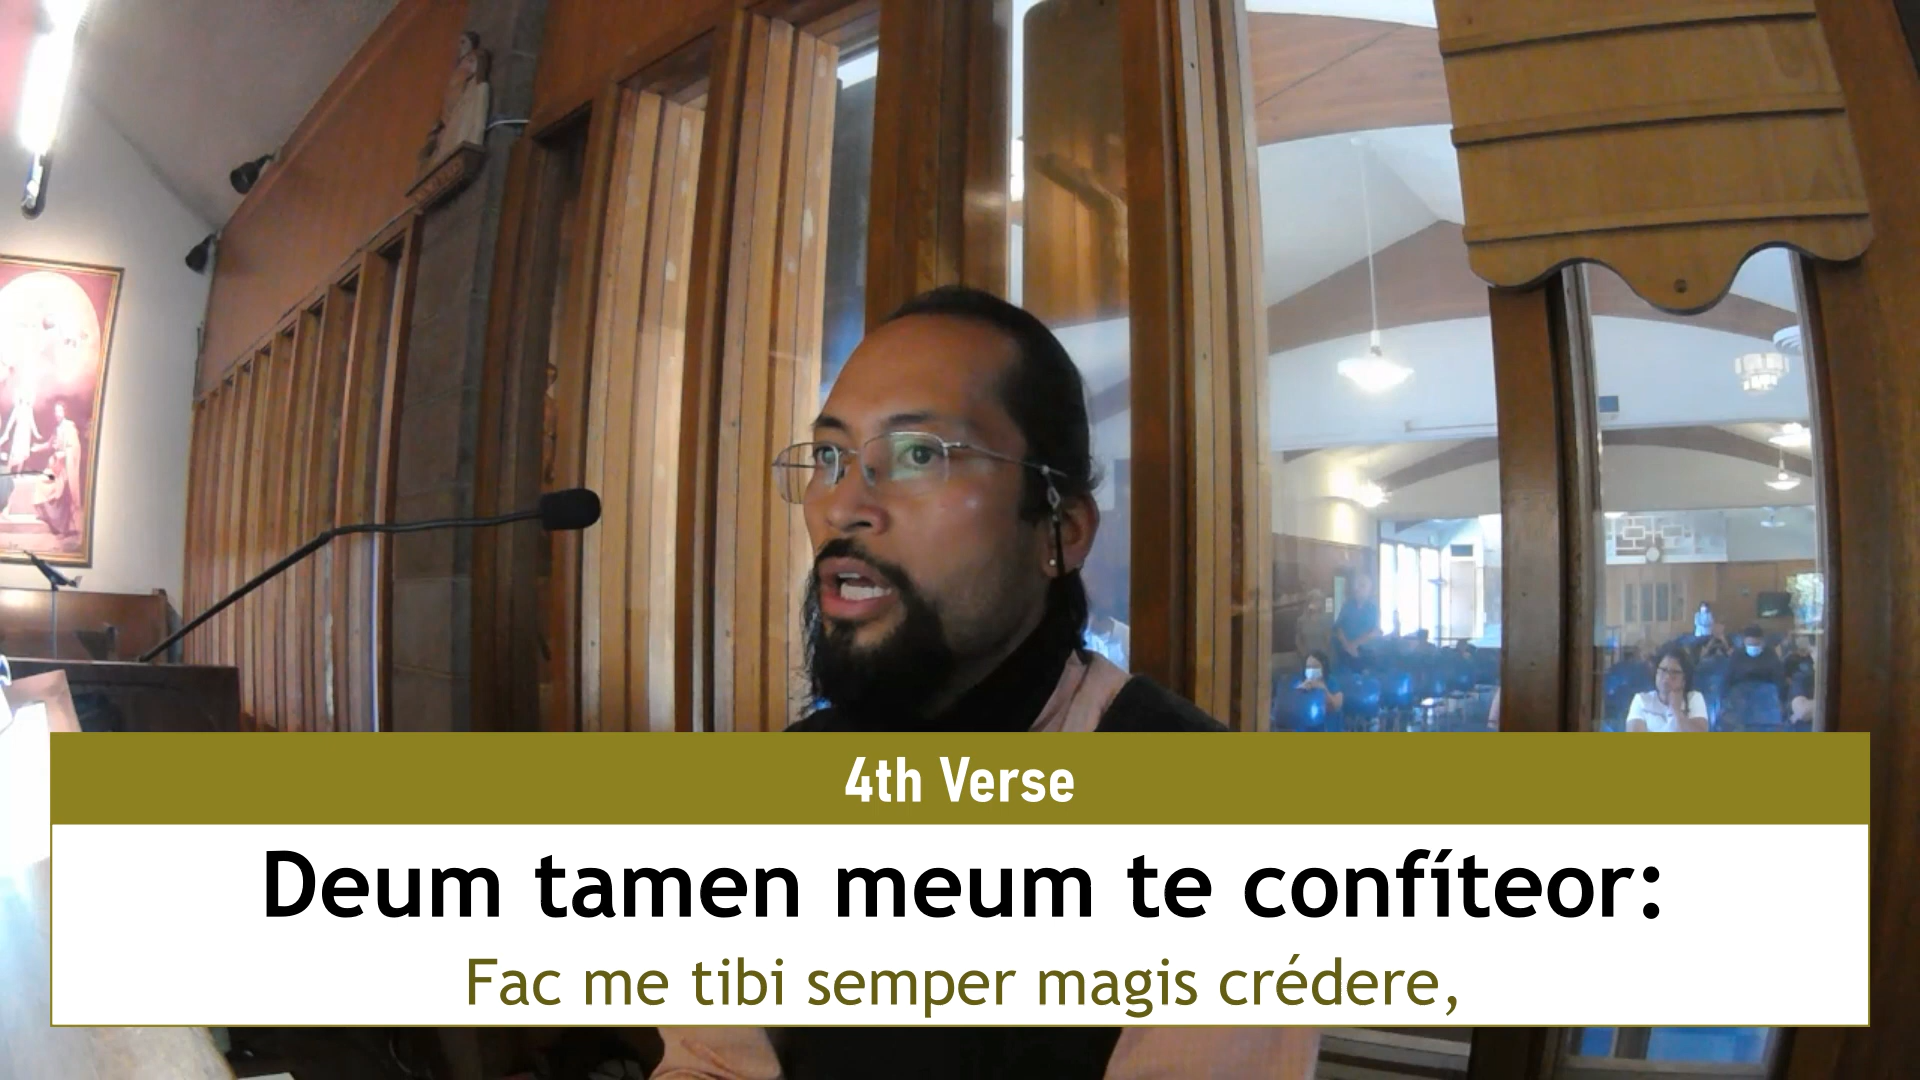 4th Verse
Deum tamen meum te confíteor:
Fac me tibi semper magis crédere,